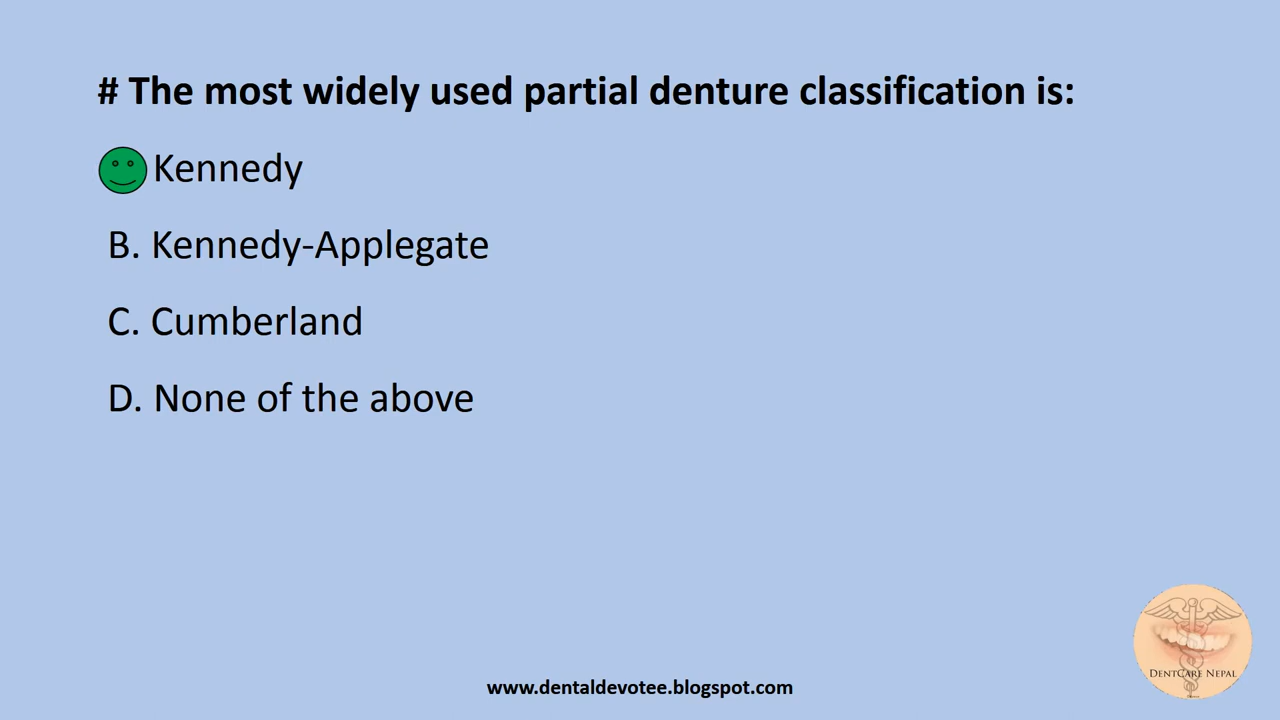 # The most widely used partial denture classification is:
Kennedy
B. Kennedy-Applegate
C. Cumberland
D. None of the above
DENTCARE NEPAL
www.dentaldevotee.blogspot.com